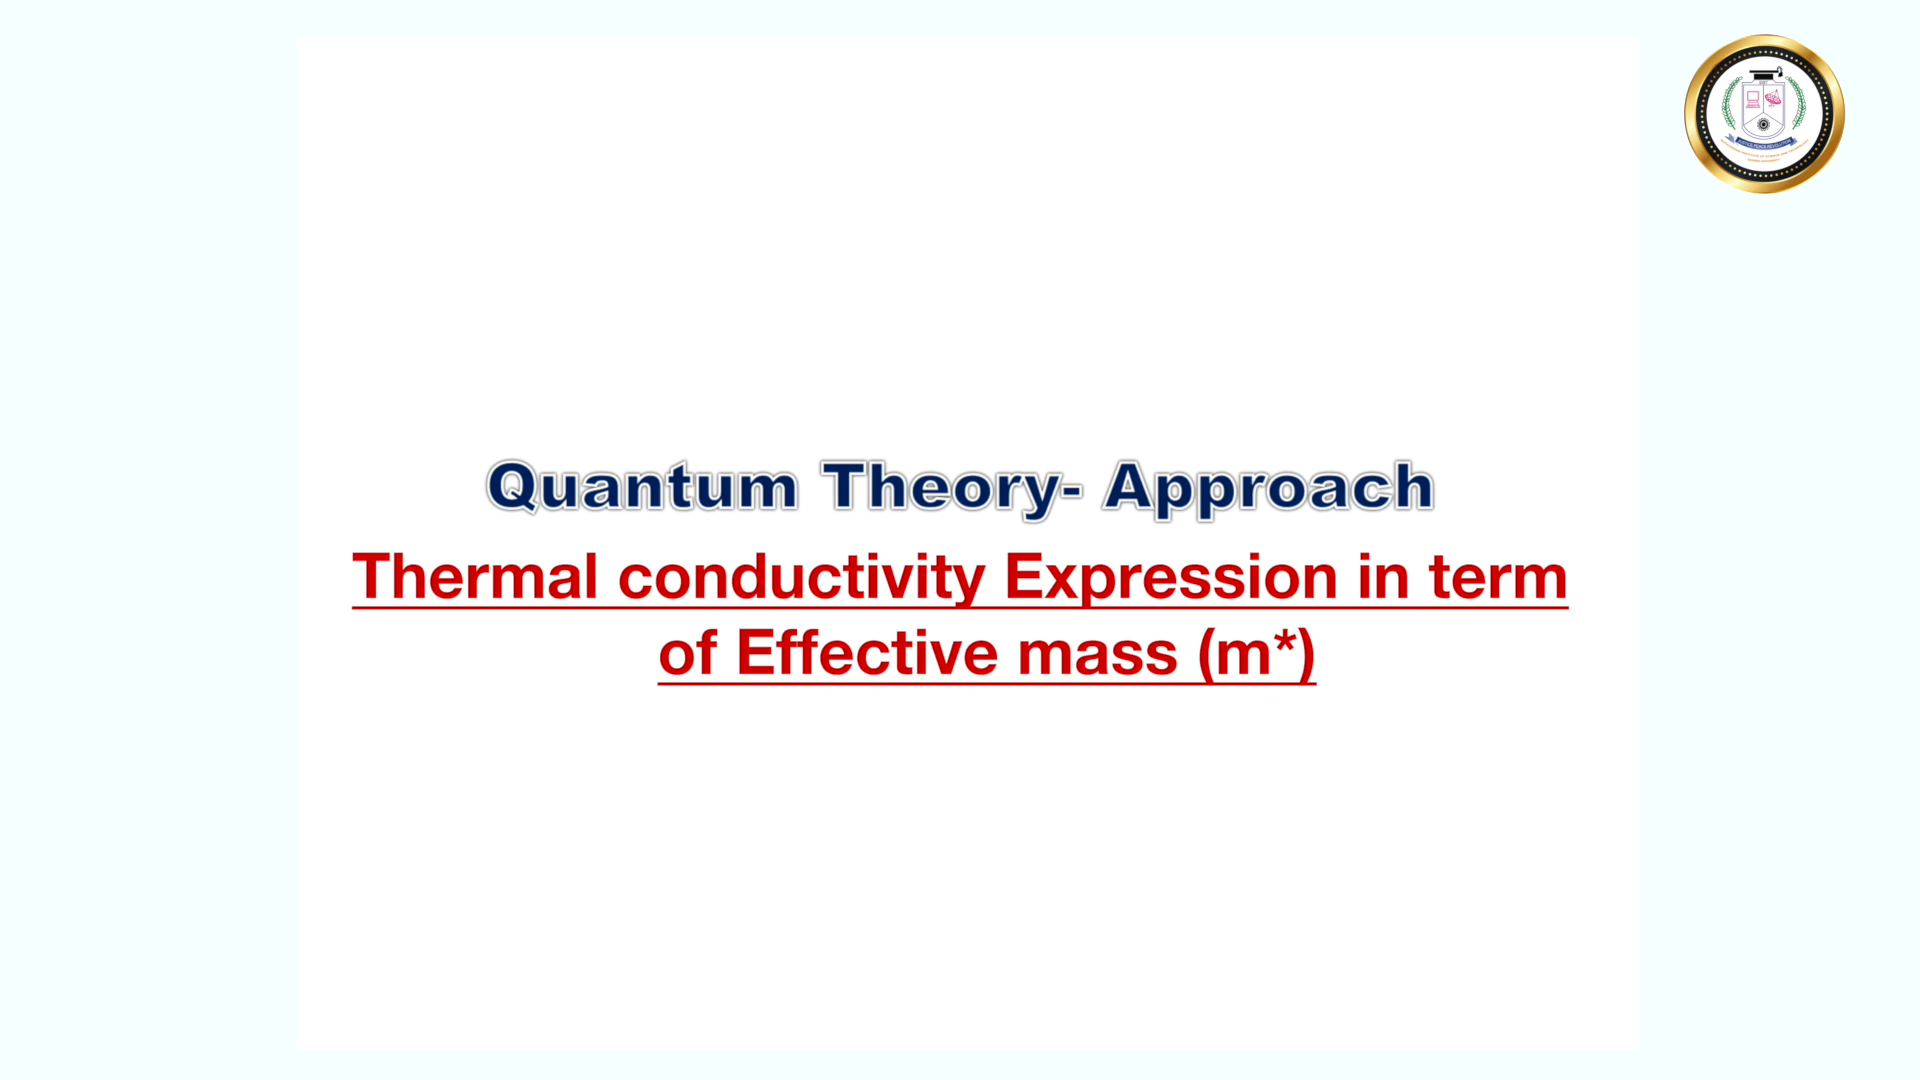 Quantum Theory- Approach
Thermal conductivity Expression in term
of Effective mass (m*)